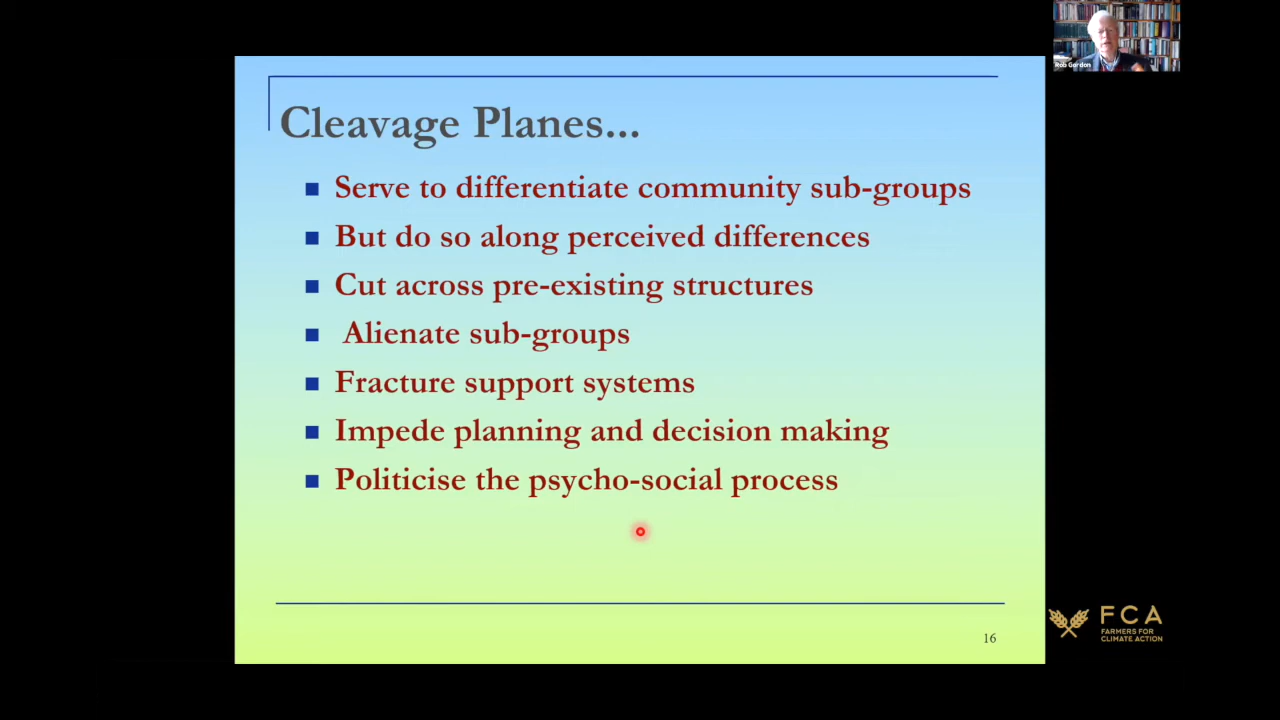 Rob Gordon
Cleavage Planes...
Serve to differentiate community sub-groups
But do so along perceived differences
Cut across pre-existing structures
Alienate sub-groups
Fracture support systems
Impede planning and decision making
Politicise the psycho-social process
16
FCA
FARMERS FOR
CLIMATE ACTION